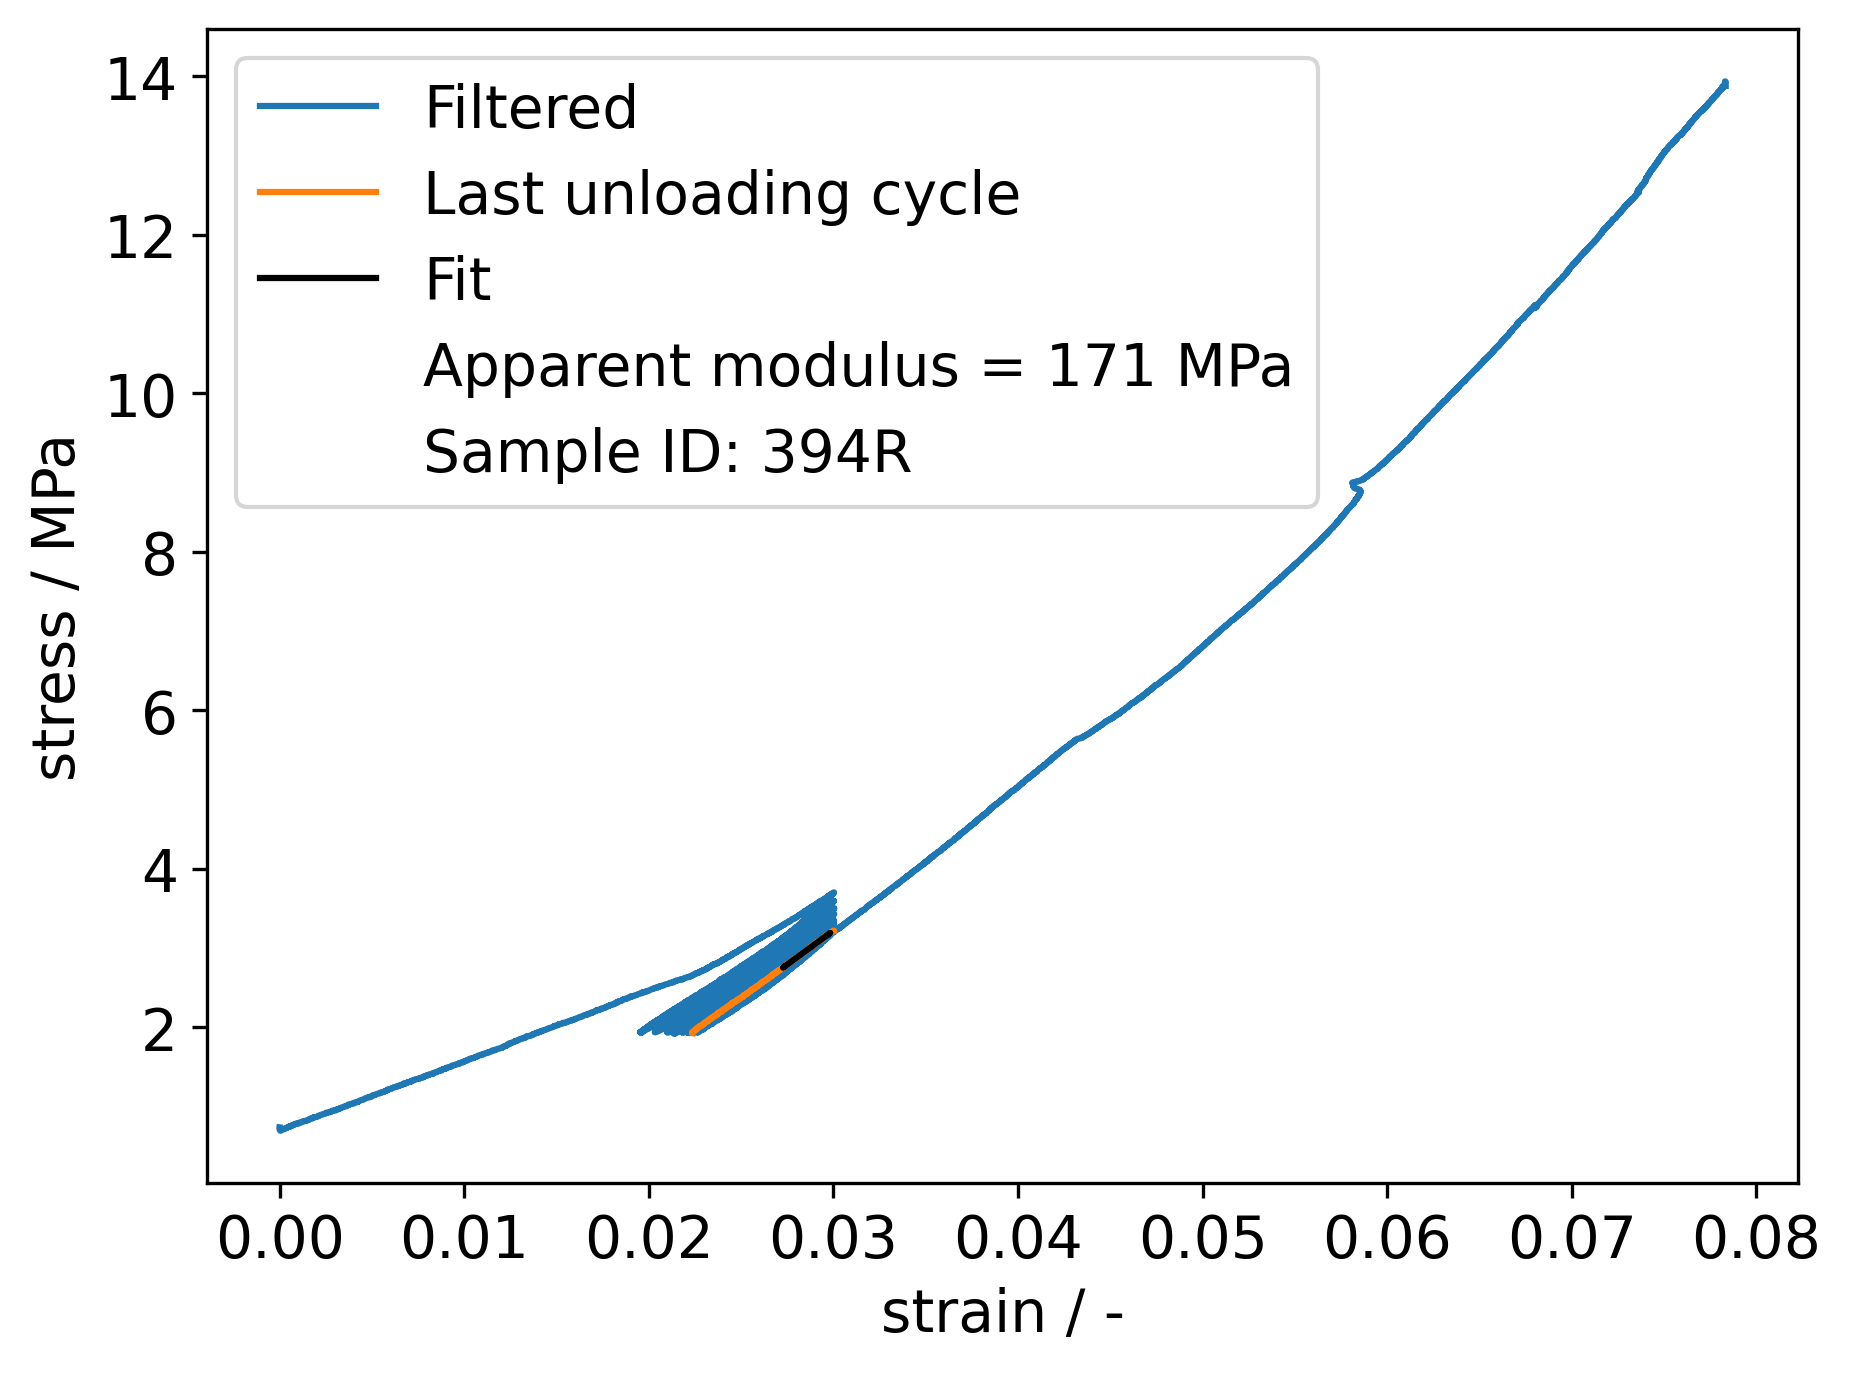 14
12
10
8
6
4
2
stress / MPa
Filtered
Last unloading cycle
Fit
Apparent modulus = 171 MPa
Sample ID: 394R
0.00 0.01 0.02 0.03 0.04 0.05 0.06 0.07 0.08
strain / -